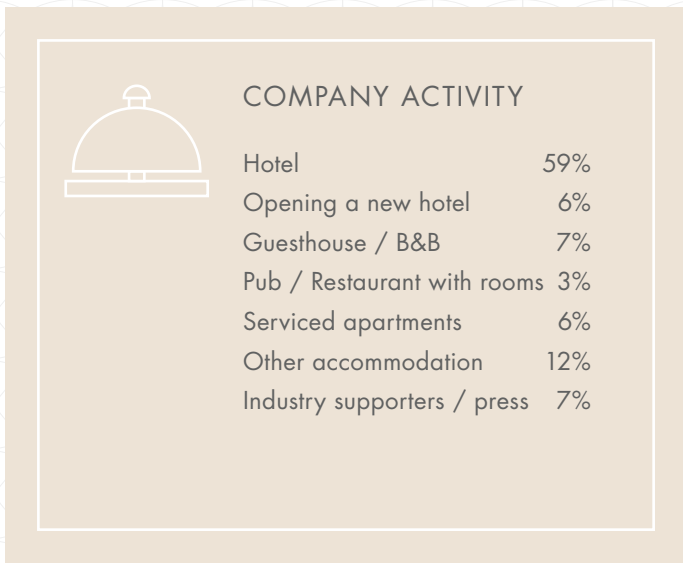 COMPANY ACTIVITY
Hotel 59%
Opening a new hotel 6%
Guesthouse / B&B 7%
Pub / Restaurant with rooms 3%
Serviced apartments 6%
Other accommodation 12%
Industry supporters / press 7%